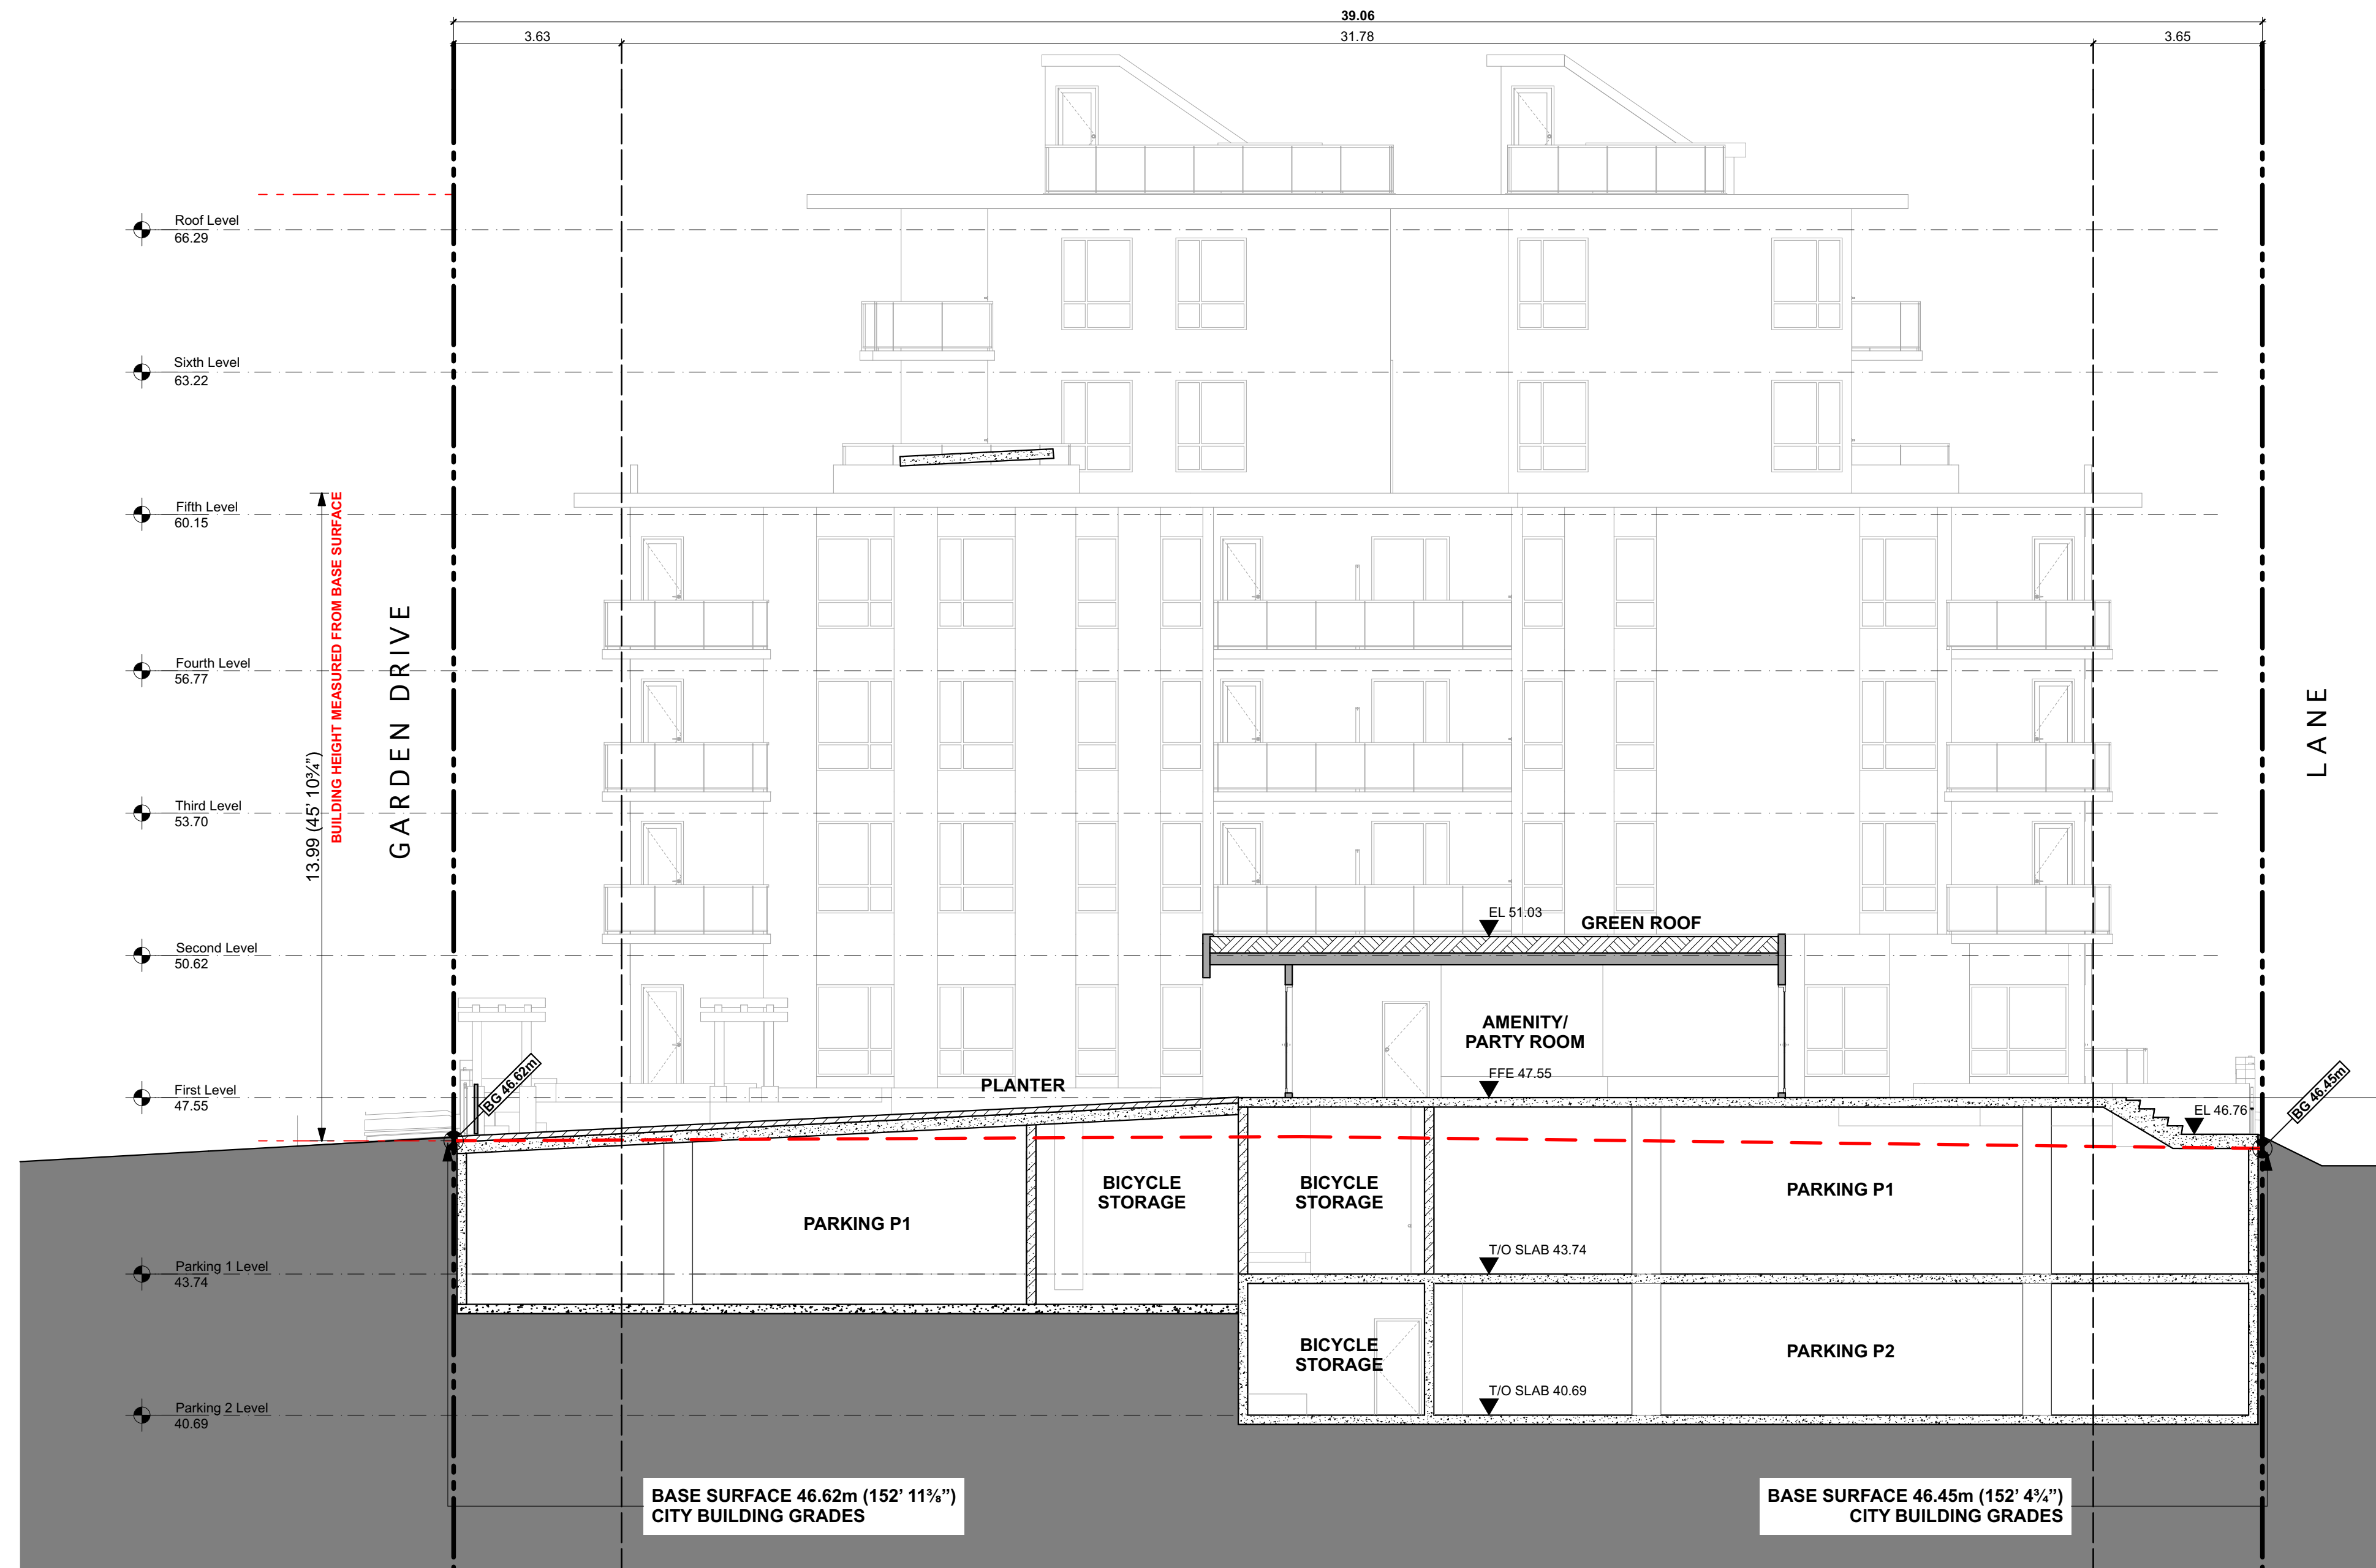 39.06
3.63
31.78
3.65
Roof Level
66.29
Sixth Level
63.22
Fifth Level
60.15
Fourth Level
56.77
Third Level
53.70
Second Level
50.62
First Level
47.55
Parking 1 Level
43.74
Parking 2 Level
40.69
13.99 (45' 10¾")
BUILDING HEIGHT MEASURED FROM BASE SURFACE
GARDEN DRIVE
LANE
EL 51.03
GREEN ROOF
AMENITY/
PARTY ROOM
FFE 47.55
PLANTER
BG 46.62m
BG 46.45m
EL 46.76
BICYCLE
STORAGE
BICYCLE
STORAGE
PARKING P1
PARKING P1
T/O SLAB 43.74
BICYCLE
STORAGE
PARKING P2
T/O SLAB 40.69
BASE SURFACE 46.62m (152’ 11⅜”)
CITY BUILDING GRADES
BASE SURFACE 46.45m (152’ 4¾”)
CITY BUILDING GRADES